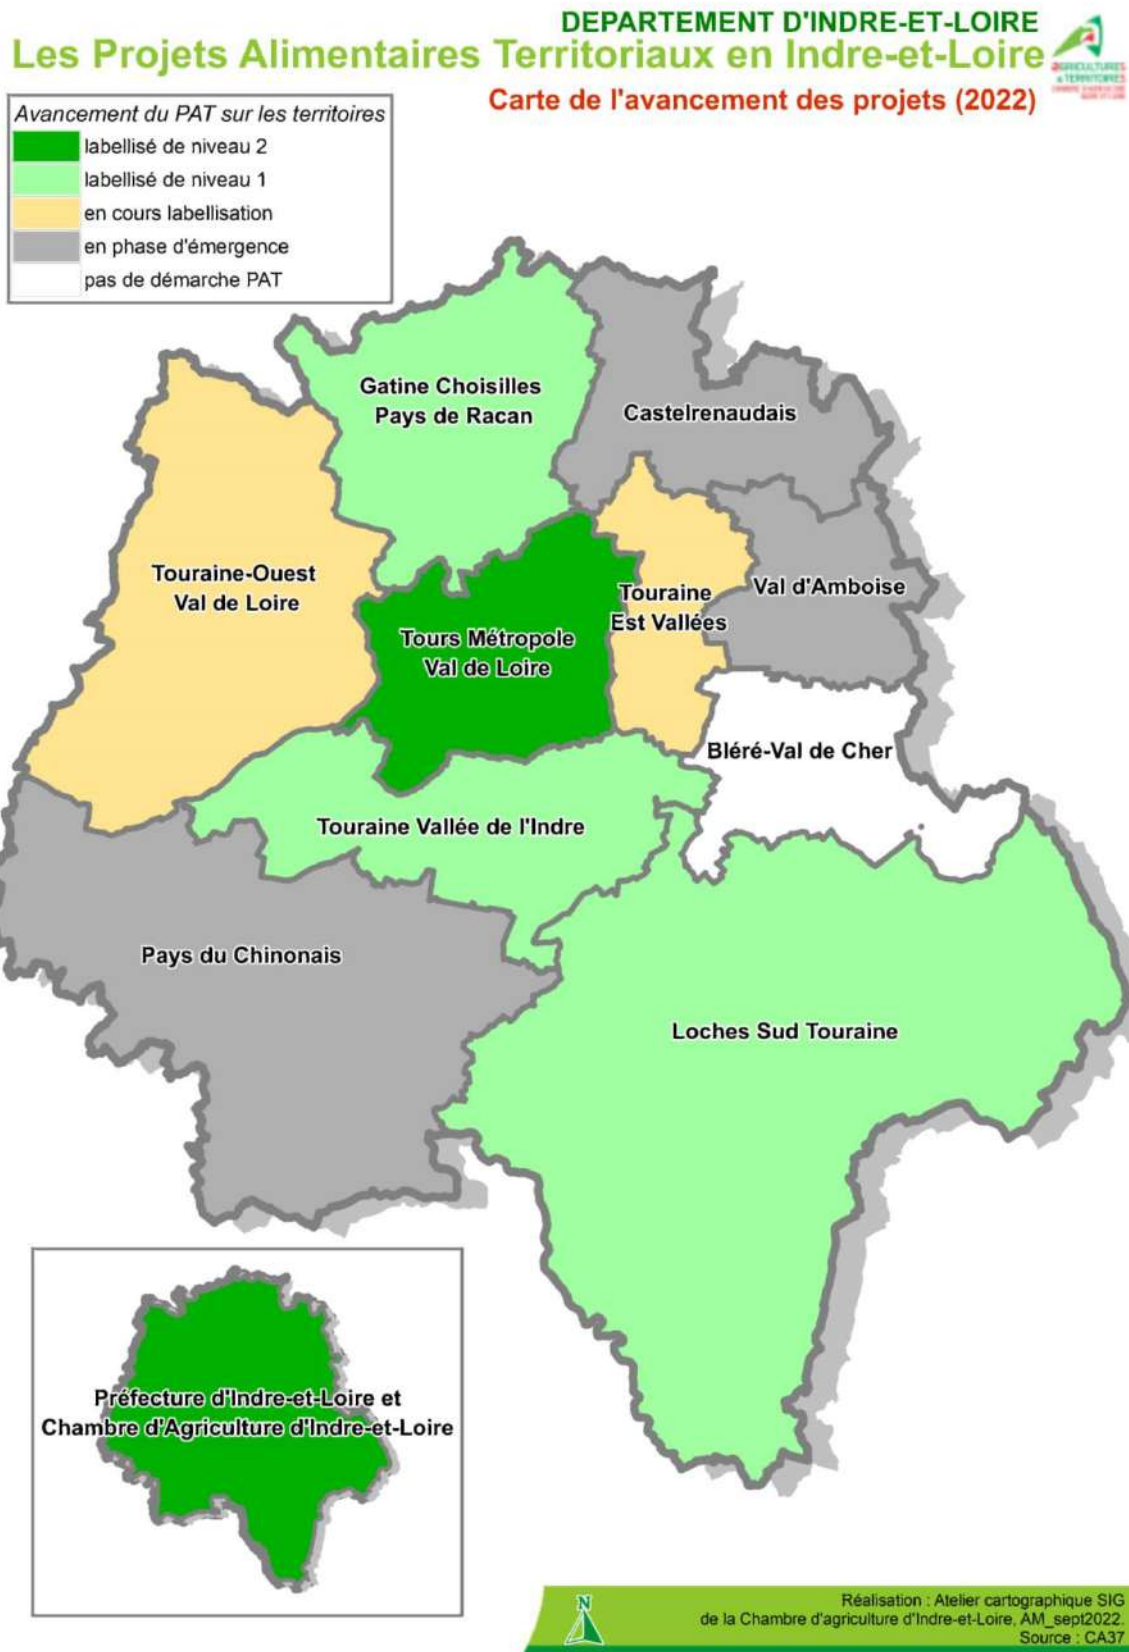 DEPARTEMENT D'INDRE-ET-LOIRE
Les Projets Alimentaires Territoriaux en Indre-et-Loire
AGRICULTURES
& TERRITOIRES
Carte de l'avancement des projets (2022)
Avancement du PAT sur les territoires
labellisé de niveau 2
labellisé de niveau 1
en cours labellisation
en phase d'émergence
pas de démarche PAT
Gatine Choisilles
Pays de Racan
Castelrenaudais
Touraine-Ouest
Val de Loire
Touraine
Est Vallées
Val d'Amboise
Tours Métropole
Val de Loire
Bléré-Val de Cher
Touraine Vallée de l'Indre
Pays du Chinonais
Loches Sud Touraine
Préfecture d'Indre-et-Loire et
Chambre d'Agriculture d'Indre-et-Loire
N
Réalisation : Atelier cartographique SIG
de la Chambre d'agriculture d'Indre-et-Loire, AM_sept2022.
Source : CA37